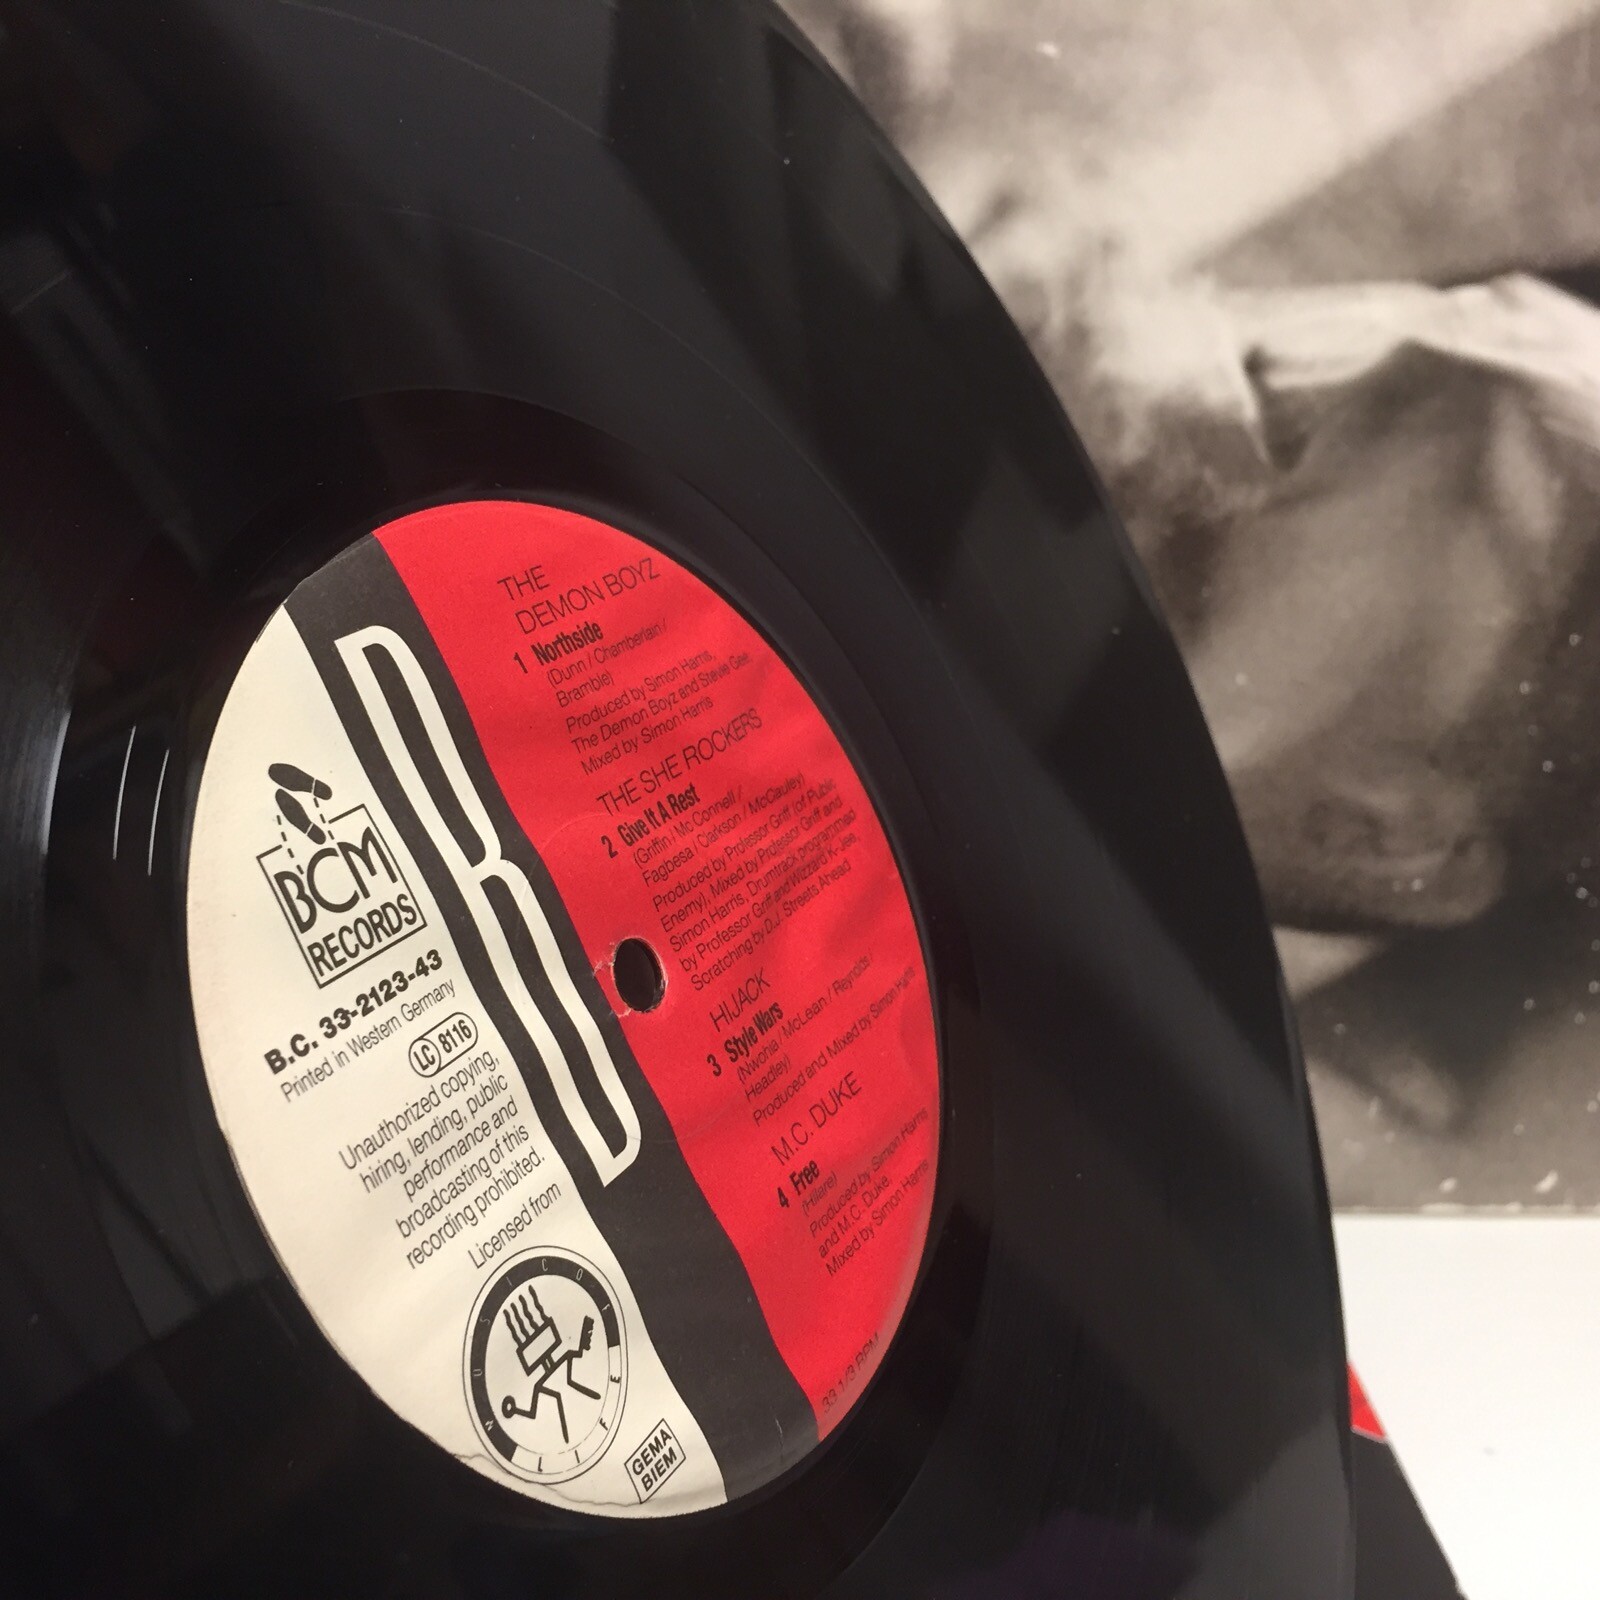 BCM
RECORDS
B.C. 33-2123-43
Printed in Western Germany
LC 8116
Unauthorized copying,
hiring, lending, public
performance and
broadcasting of this
recording prohibited.
Licensed from
MUSIC OF LIFE
GEMA
BIEM
B
THE
DEMON BOYZ
1 Northside
(Dunn / Chamberlain /
Bramble)
Produced by Simon Harris,
The Demon Boyz and Stevie Gee,
Mixed by Simon Harris
THE SHE ROCKERS
2 Give It A Rest
(Griffin / Mc Connell /
Fagbesa / Clarkson / McCauley)
Produced by Professor Griff (of Public
Enemy), Mixed by Professor Griff and
Simon Harris, Drumtrack programmed
by Professor Griff and Wizzard K-Jee,
Scratching by D.J. Streets Ahead
HIJACK
3 Style Wars
(Nwoha / McLean / Reynolds /
Headley)
Produced and Mixed by Simon Harris
M.C. DUKE
4 Free
(Hilaire)
Produced by Simon Harris
and M.C. Duke,
Mixed by Simon Harris
33 1/3 RPM